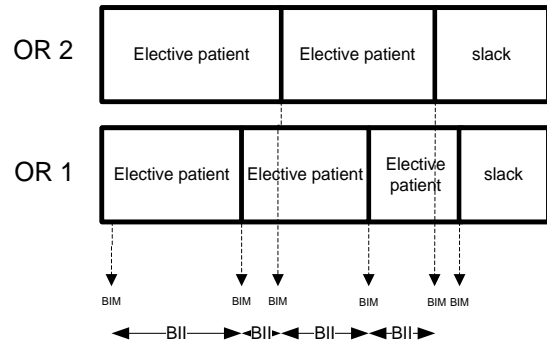 OR 2
Elective patient
Elective patient
slack
OR 1
Elective patient
Elective patient
Elective
patient
slack
BIM
BIM
BIM
BIM
BIM
BIM
BII
BII
BII
BII